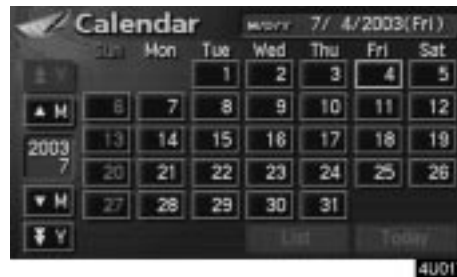 Calendar M/D/Y 7/ 4/2003(Fri)
Sun Mon Tue Wed Thu Fri Sat
Y 1 2 3 4 5
M 6 7 8 9 10 11 12
2003 13 14 15 16 17 18 19
7 20 21 22 23 24 25 26
M 27 28 29 30 31
Y List Today
4U01